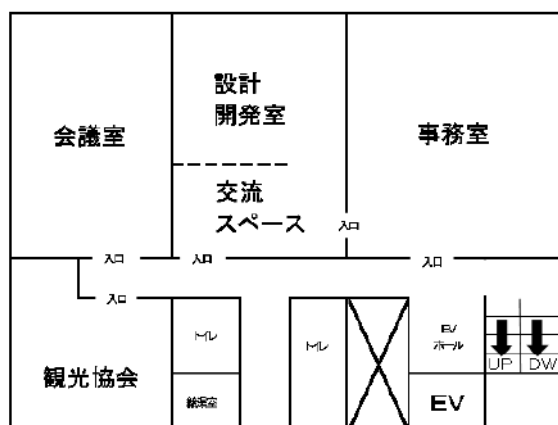 設計
開発室
会議室
事務室
交流
スペース
入口
入口
入口
入口
入口
トイレ
トイレ
EV
ホール
観光協会
UP
DW
給湯室
EV